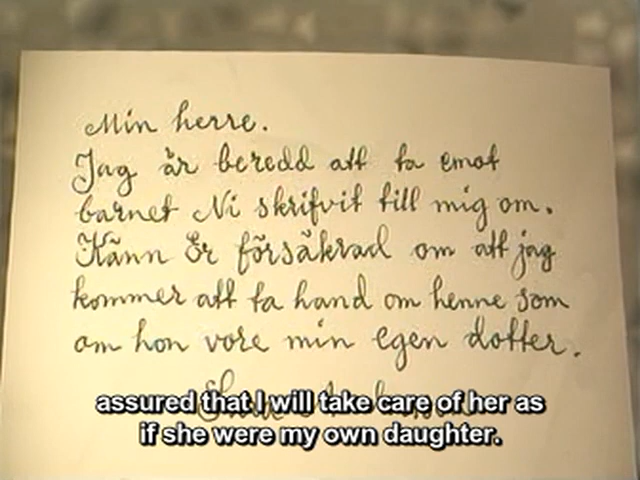 Min herre.
Jag är beredd att ta emot
barnet Ni skrifvit till mig om.
Känn Er försäkrad om att jag
kommer att ta hand om henne som
om hon vore min egen dotter.
assured that I will take care of her as
if she were my own daughter.